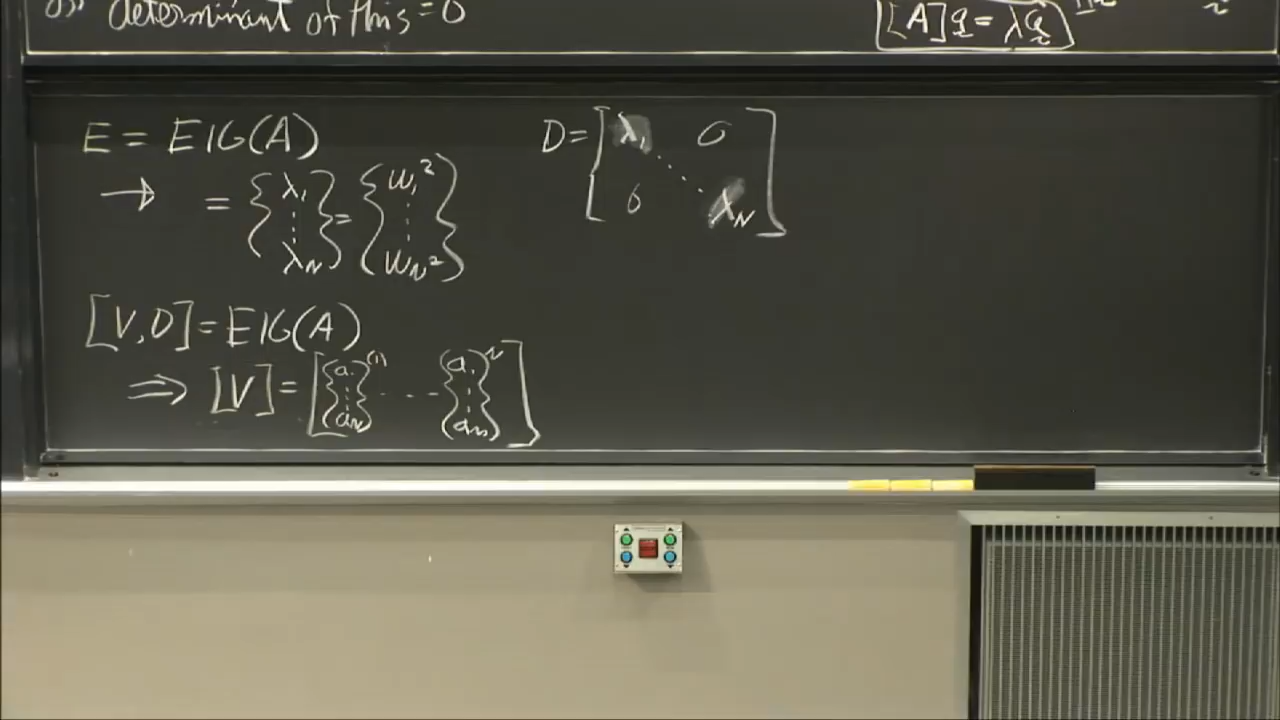 determinant of this = 0
[A]a = λa
E = EIG(A)
→ = {λ₁ ⋮ λN} = {ω₁² ⋮ ωN²}
D = [λ₁ 0 ⋱ 0 λN]
[V,D] = EIG(A)
⇒ [V] = [{a₁ ⋮ aN}⁽¹⁾ ···· {a₁ ⋮ aN}ᴺ]